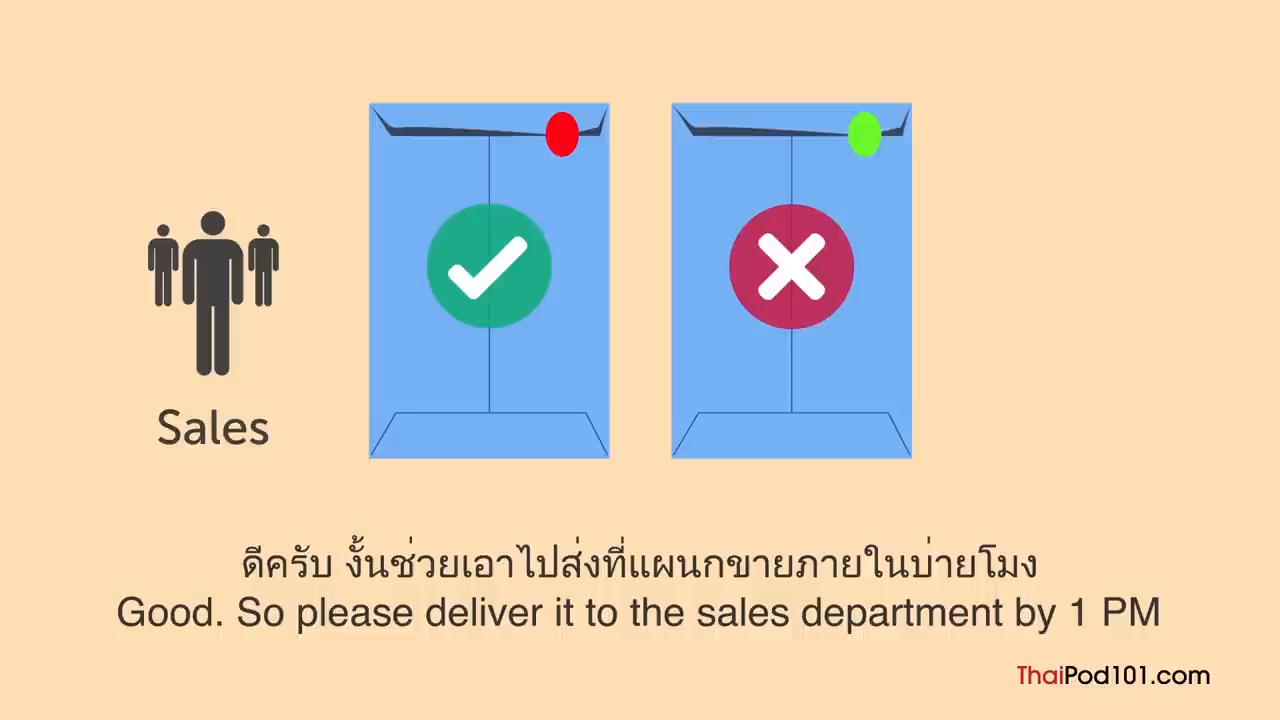 Sales
ดีครับ งั้นช่วยเอาไปส่งที่แผนกขายภายในบ่ายโมง
Good. So please deliver it to the sales department by 1 PM
ThaiPod101.com